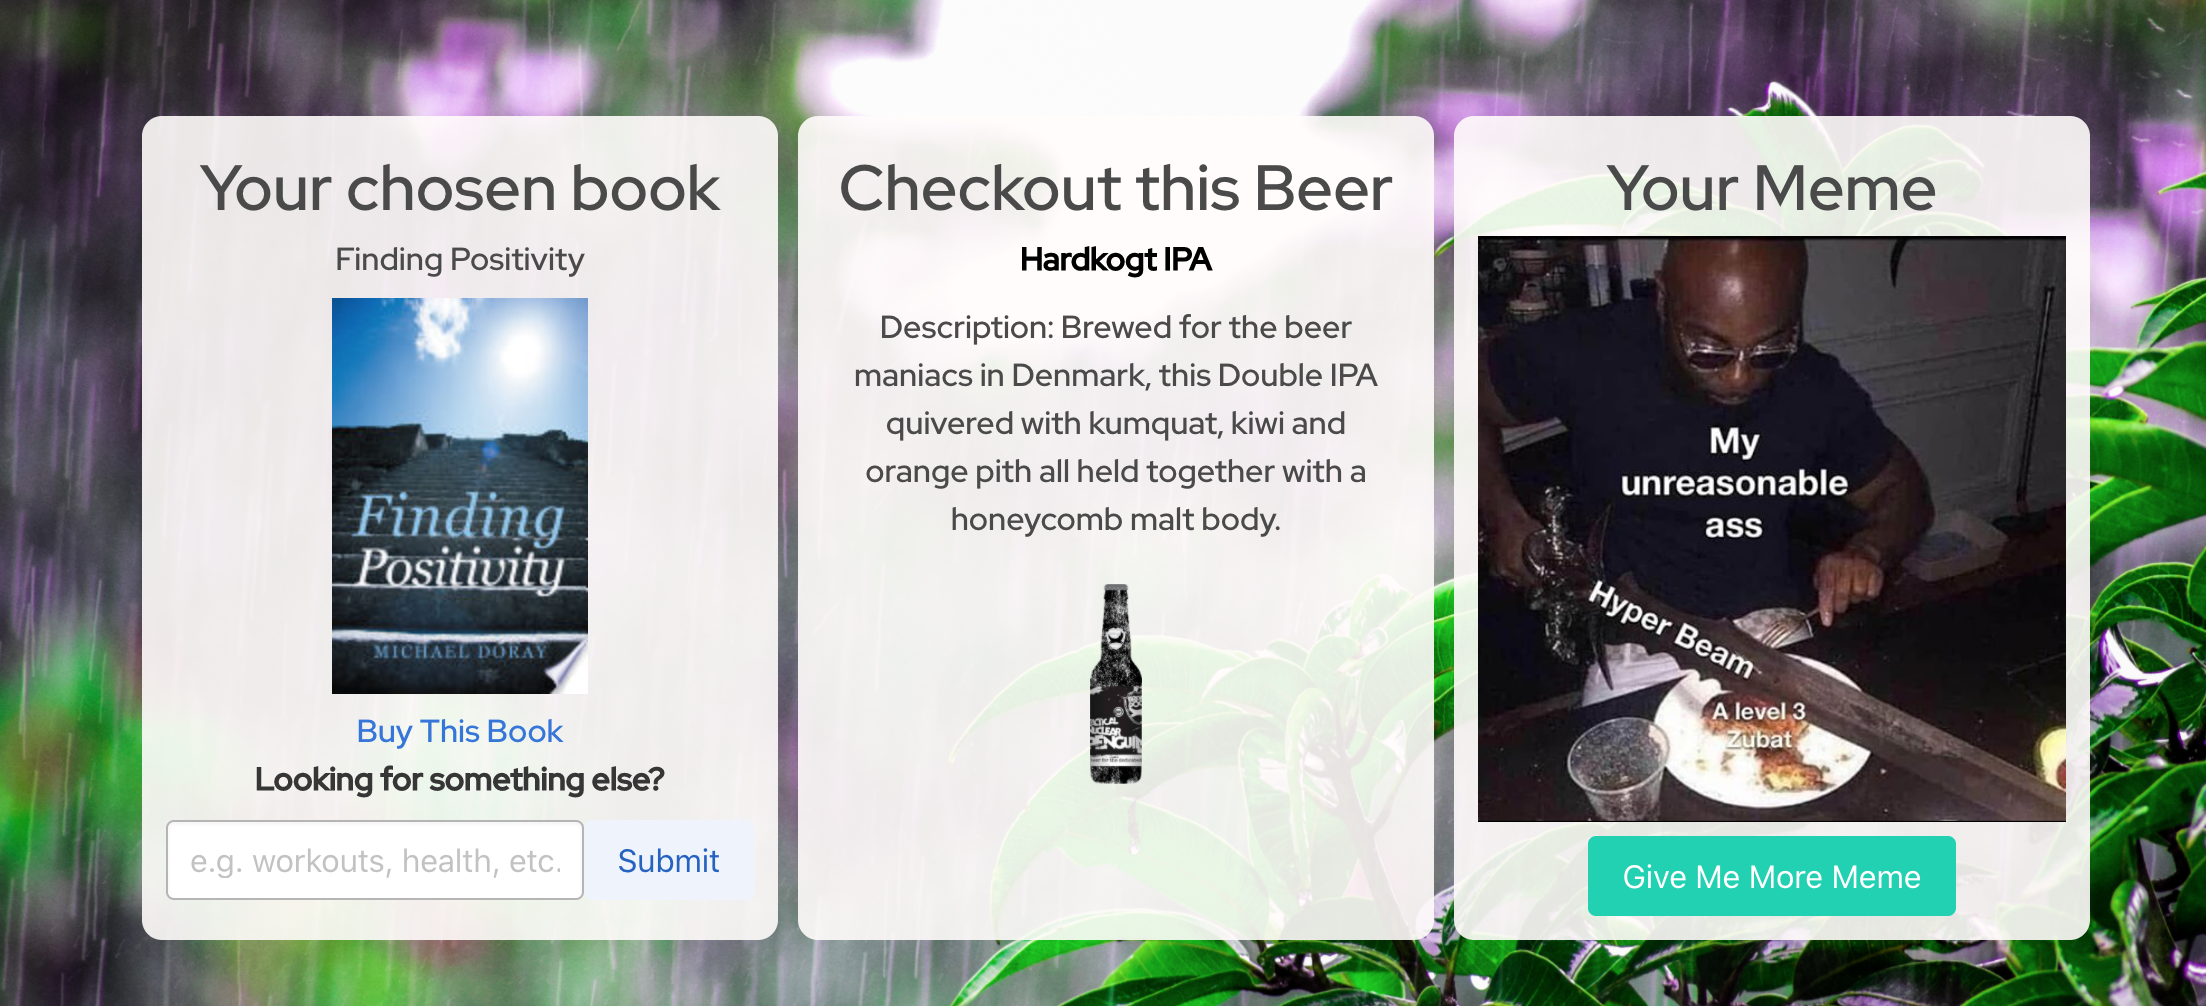 Your chosen book
Finding Positivity
Finding
Positivity
MICHAEL DORAY
Buy This Book
Looking for something else?
e.g. workouts, health, etc.
Submit
Checkout this Beer
Hardkogt IPA
Description: Brewed for the beer
maniacs in Denmark, this Double IPA
quivered with kumquat, kiwi and
orange pith all held together with a
honeycomb malt body.
TACTICAL
NUCLEAR
PENGUIN
Your Meme
My
unreasonable
ass
Hyper Beam
A level 3
Zubat
Give Me More Meme